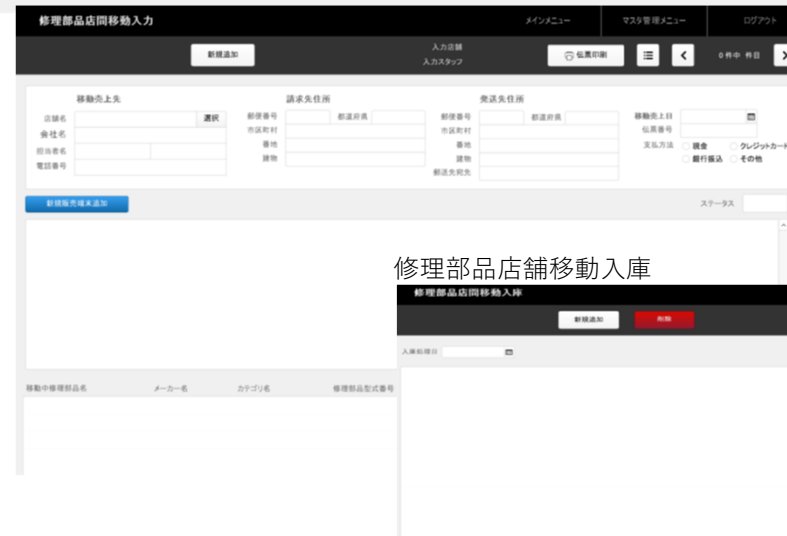 修理部品店間移動入力
メインメニュー マスタ管理メニュー ログアウト
新規追加
入力店舗
入力スタッフ
伝票印刷
0 件中 件目
移動売上先 請求先住所 発送先住所
店舗名 選択 郵便番号 都道府県 郵便番号 都道府県 移動売上日
会社名 市区町村 市区町村 伝票番号
担当者名 番地 番地 支払方法 現金 クレジットカード
電話番号 建物 建物 銀行振込 その他
郵送先宛先
新規販売端末追加 ステータス
修理部品店舗移動入庫
修理部品店間移動入庫
新規追加 削除
入庫処理日
移動中修理部品名 メーカー名 カテゴリ名 修理部品型式番号